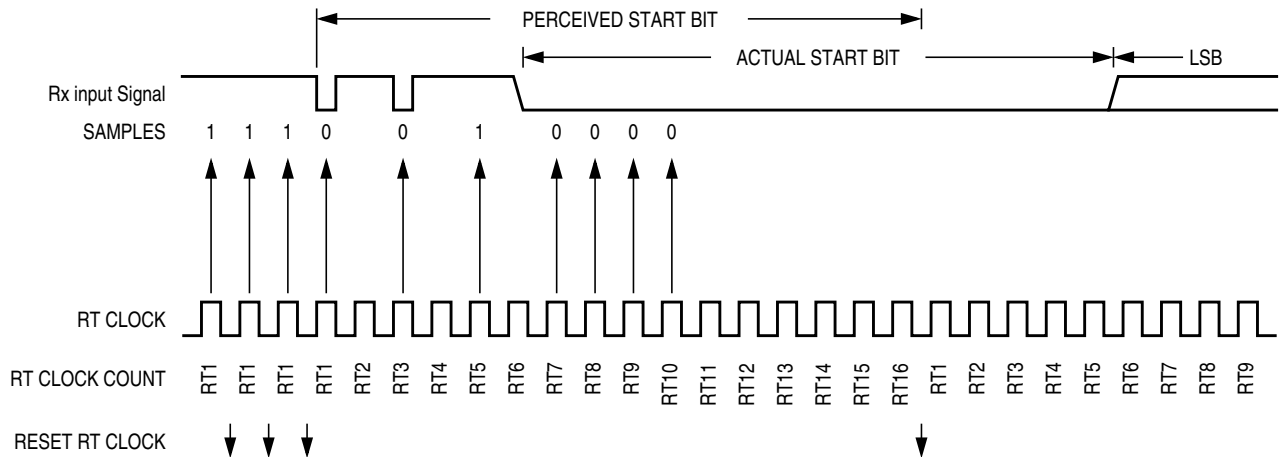 PERCEIVED START BIT
ACTUAL START BIT
LSB
Rx input Signal
SAMPLES 1 1 1 0 0 1 0 0 0 0
RT CLOCK
RT CLOCK COUNT RT1 RT1 RT1 RT1 RT2 RT3 RT4 RT5 RT6 RT7 RT8 RT9 RT10 RT11 RT12 RT13 RT14 RT15 RT16 RT1 RT2 RT3 RT4 RT5 RT6 RT7 RT8 RT9
RESET RT CLOCK